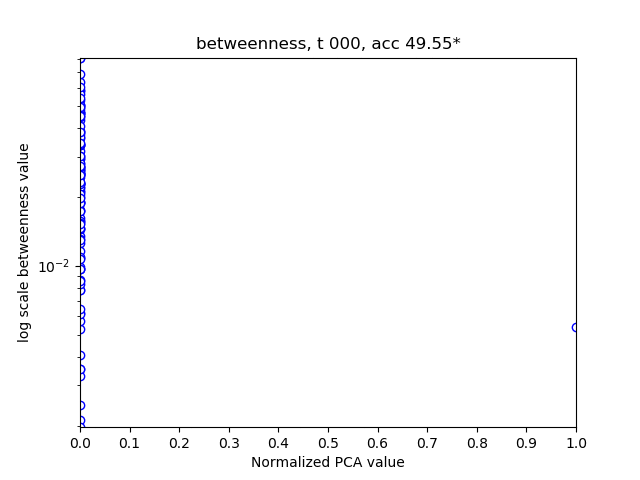 betweenness, t 000, acc 49.55*
log scale betweenness value
10⁻²
0.0 0.1 0.2 0.3 0.4 0.5 0.6 0.7 0.8 0.9 1.0
Normalized PCA value